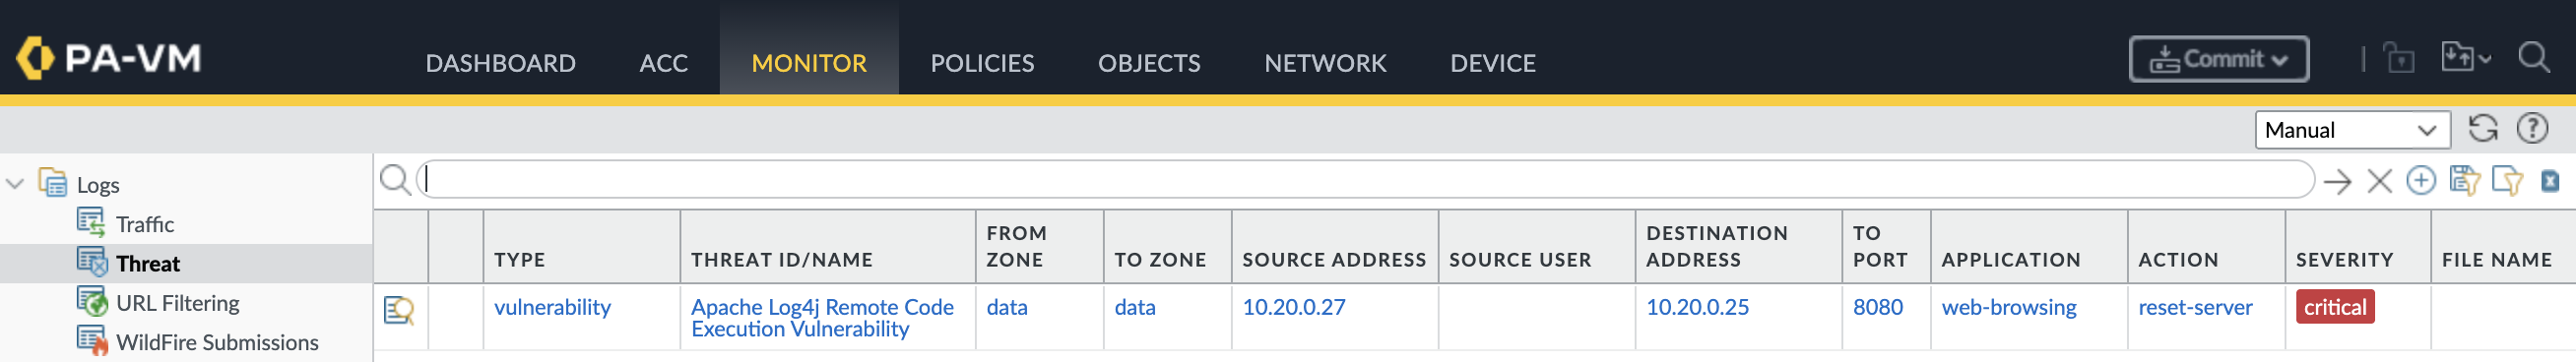 PA-VM DASHBOARD ACC MONITOR POLICIES OBJECTS NETWORK DEVICE Commit
Manual
Logs
Traffic
Threat
URL Filtering
WildFire Submissions
TYPE THREAT ID/NAME FROM ZONE TO ZONE SOURCE ADDRESS SOURCE USER DESTINATION ADDRESS TO PORT APPLICATION ACTION SEVERITY FILE NAME
vulnerability Apache Log4j Remote Code Execution Vulnerability data data 10.20.0.27 10.20.0.25 8080 web-browsing reset-server critical